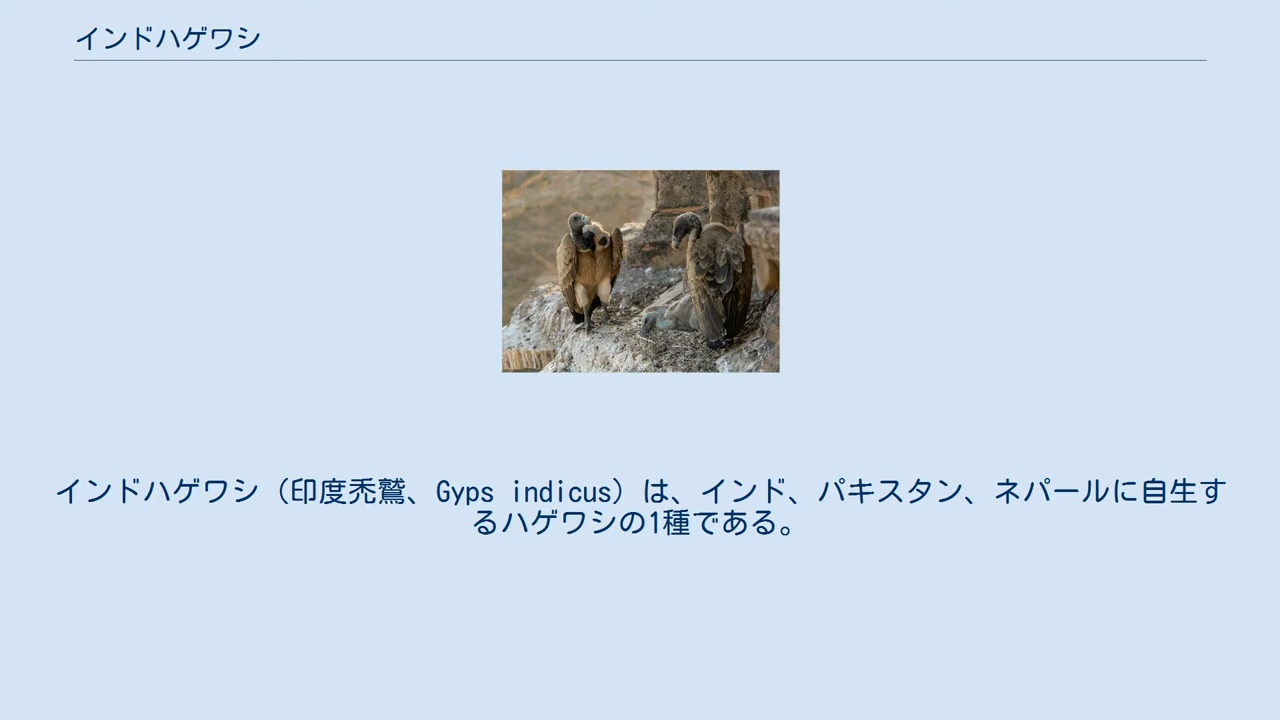 インドハゲワシ
インドハゲワシ（印度禿鷲、Gyps indicus）は、インド、パキスタン、ネパールに自生す
るハゲワシの1種である。